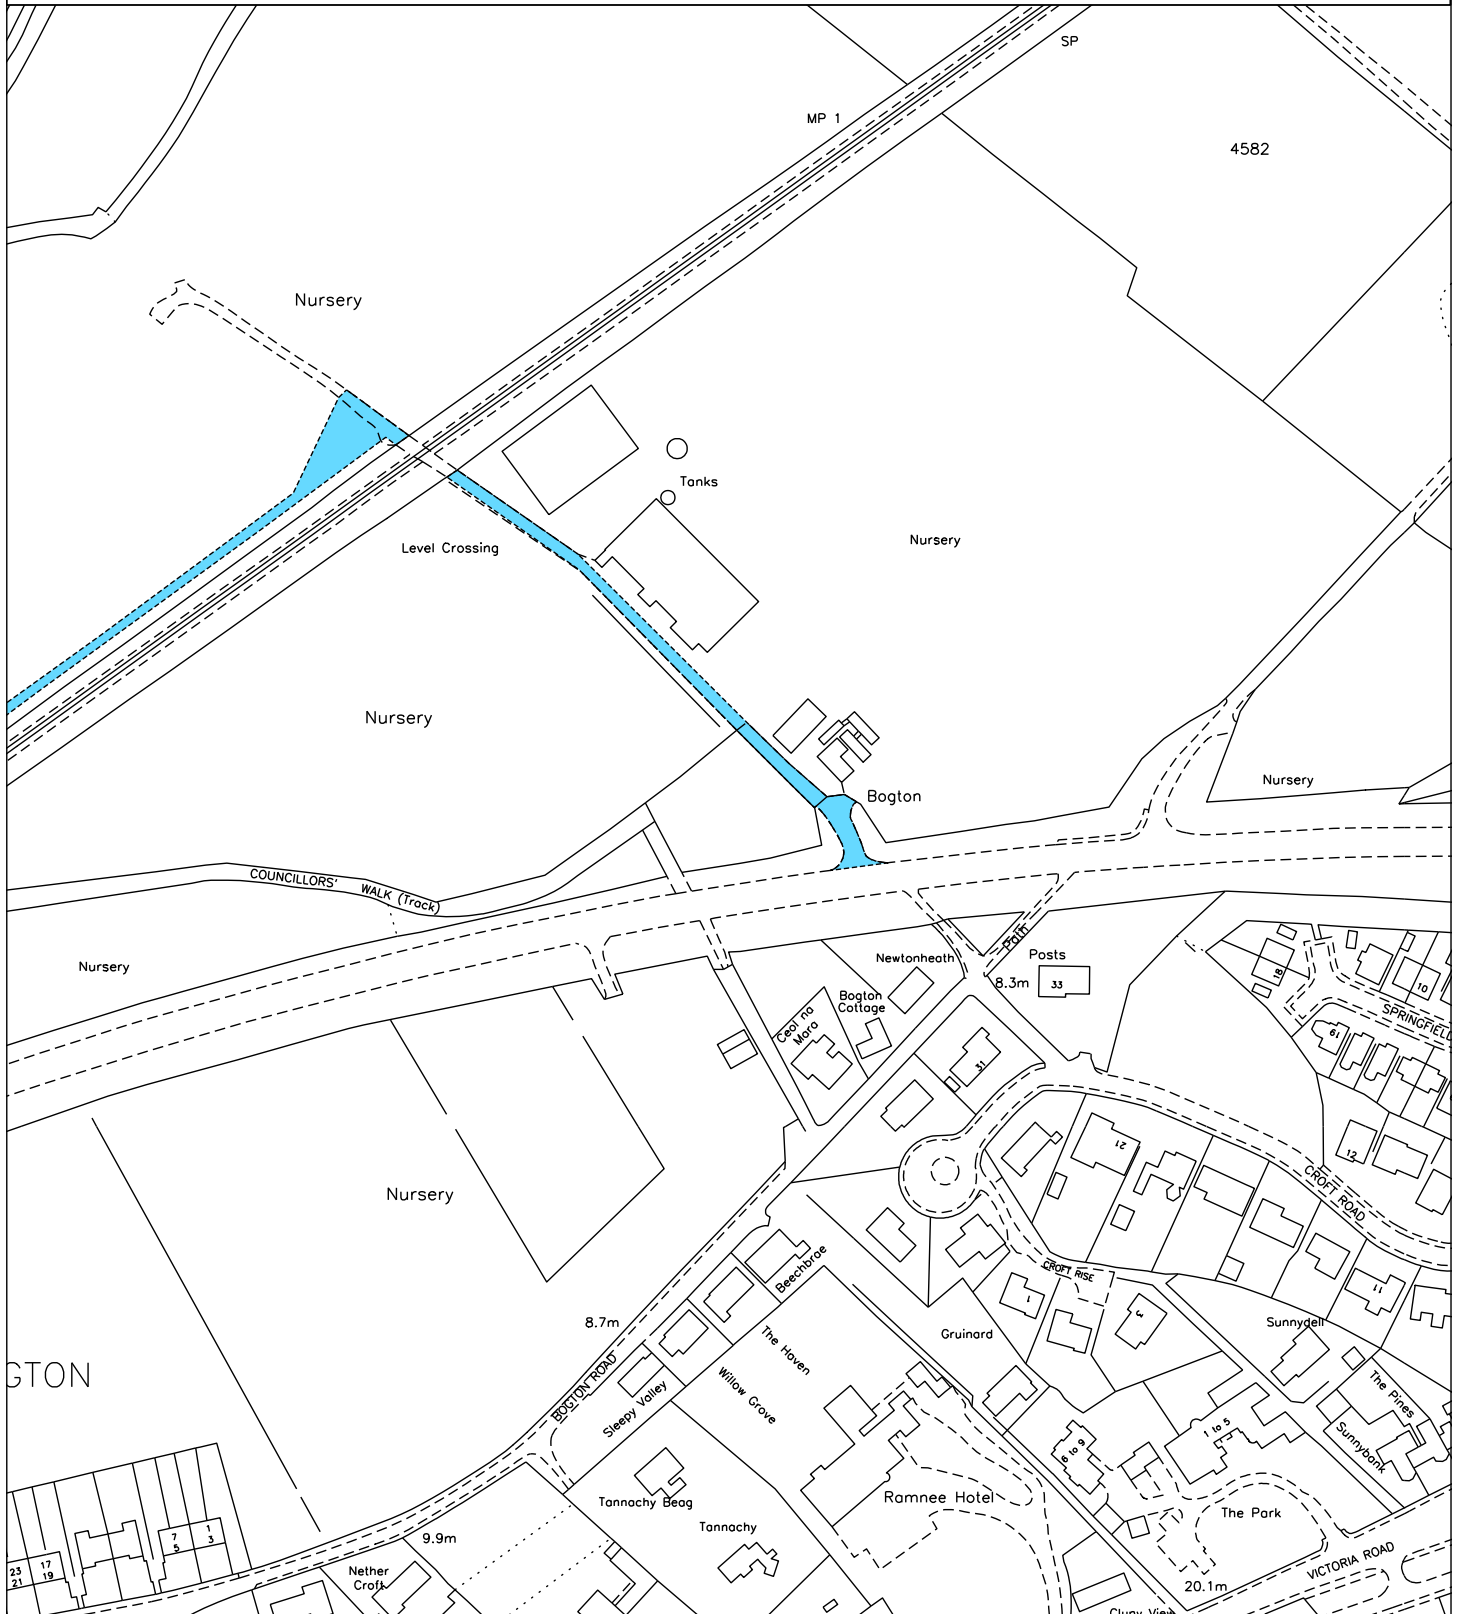 SP
MP 1
4582
Nursery
Tanks
Nursery
Level Crossing
Nursery
Nursery
Bogton
COUNCILLORS'
WALK (Track)
Nursery
Path
Newtonheath
Posts
8.3m
33
18
10
SPRINGFIELD
19
Bogton
Cottage
Ceol na
Mara
31
21
12
CROFT ROAD
Nursery
Beechbrae
CROFT RISE
1
3
11
8.7m
The Haven
Gruinard
Sunnydell
GTON
BOGTON ROAD
Sleepy Valley
Willow Grove
The Pines
1 to 5
6 to 9
Sunnybank
Tannachy Beag
Ramnee Hotel
Tannachy
The Park
7
5
1
3
9.9m
23
21
17
19
Nether
Croft
VICTORIA ROAD
20.1m
Cluny View